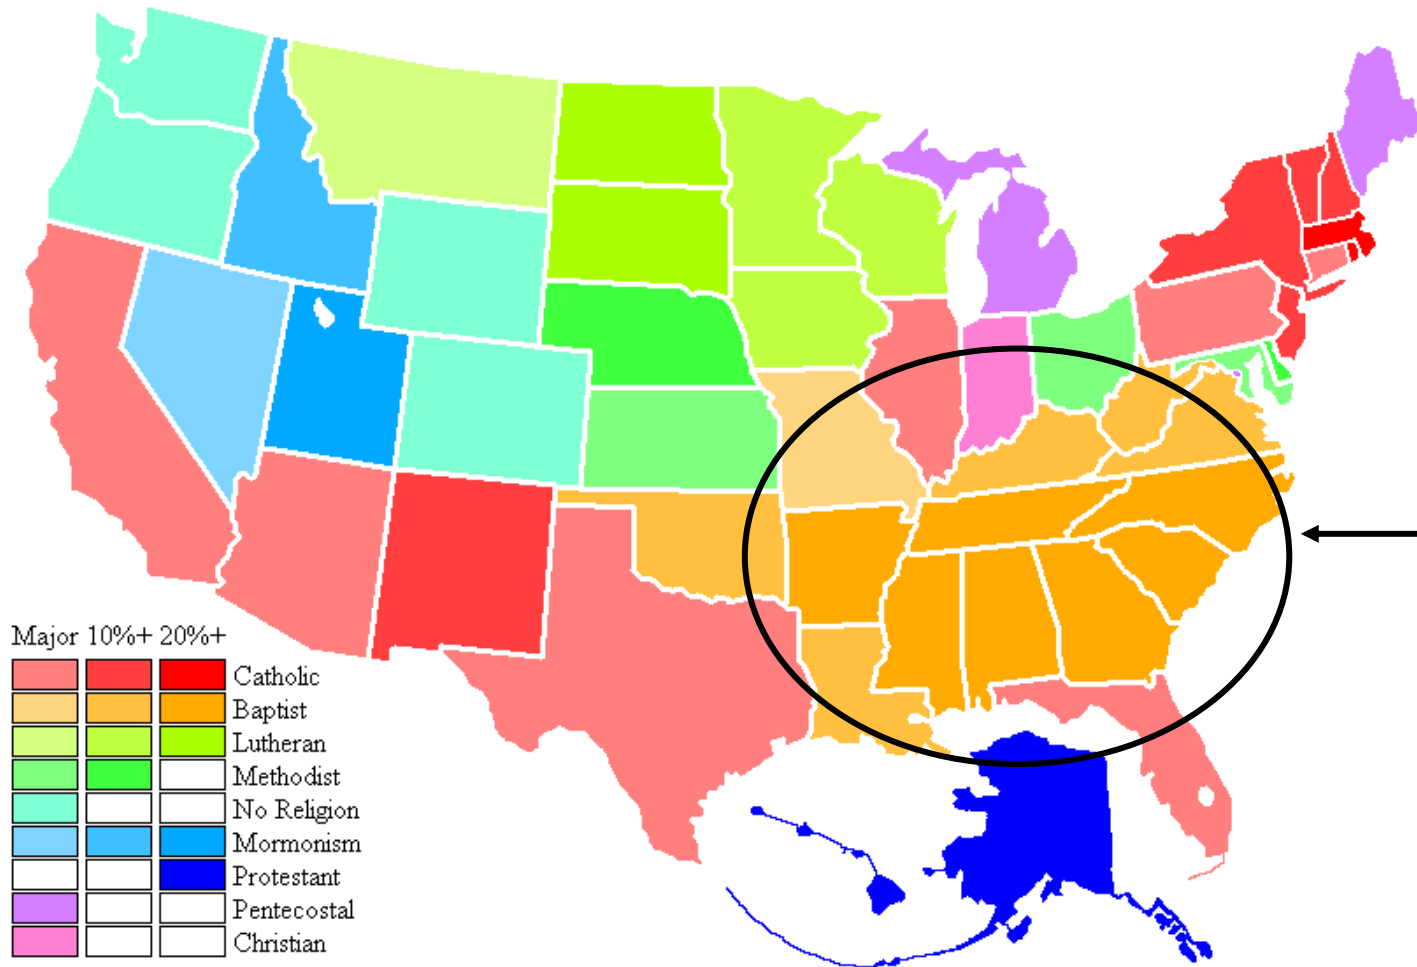 Major 10%+ 20%+
Catholic
Baptist
Lutheran
Methodist
No Religion
Mormonism
Protestant
Pentecostal
Christian